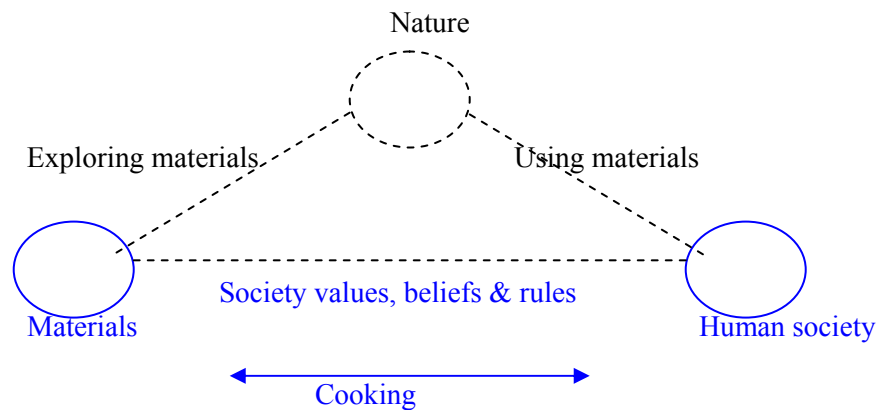 Nature
Exploring materials
Using materials
Society values, beliefs & rules
Materials
Human society
Cooking